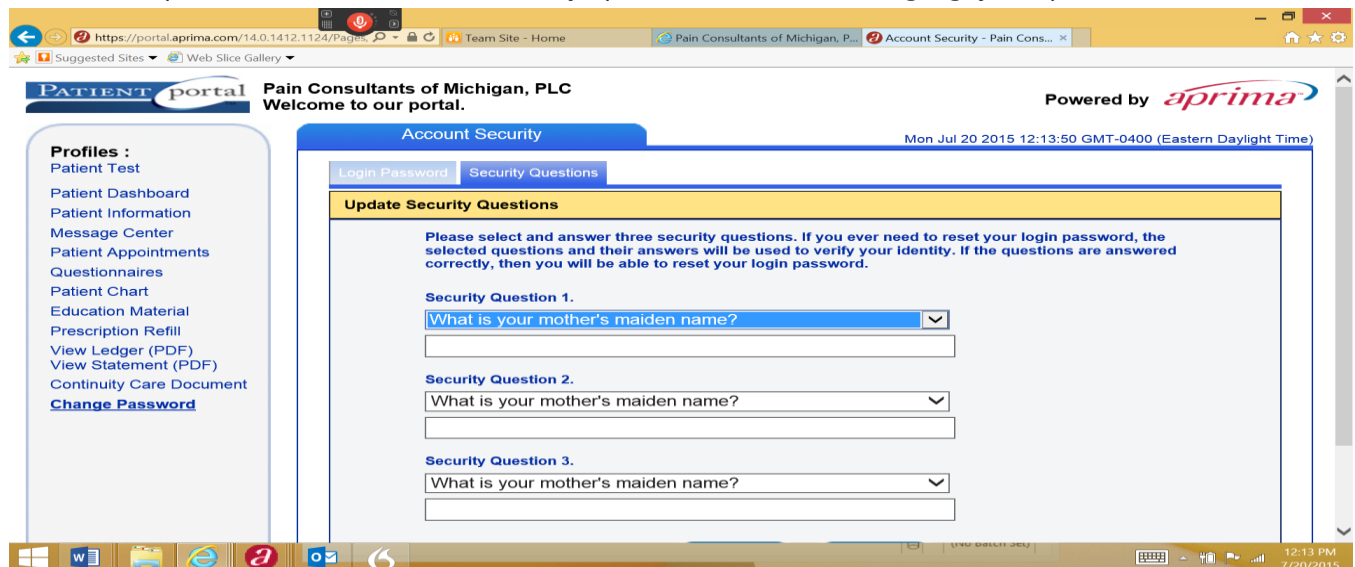 https://portal.aprima.com/14.0.1412.1124/Pages,
Team Site - Home
Pain Consultants of Michigan, P...
Account Security - Pain Cons...
Suggested Sites
Web Slice Gallery
PATIENT portal
Pain Consultants of Michigan, PLC
Welcome to our portal.
Powered by aprima
Account Security
Mon Jul 20 2015 12:13:50 GMT-0400 (Eastern Daylight Time)
Profiles :
Patient Test
Patient Dashboard
Patient Information
Message Center
Patient Appointments
Questionnaires
Patient Chart
Education Material
Prescription Refill
View Ledger (PDF)
View Statement (PDF)
Continuity Care Document
Change Password
Login Password
Security Questions
Update Security Questions
Please select and answer three security questions. If you ever need to reset your login password, the
selected questions and their answers will be used to verify your identity. If the questions are answered
correctly, then you will be able to reset your login password.
Security Question 1.
What is your mother's maiden name?
Security Question 2.
What is your mother's maiden name?
Security Question 3.
What is your mother's maiden name?
(No Batch Set)
12:13 PM
7/20/2015